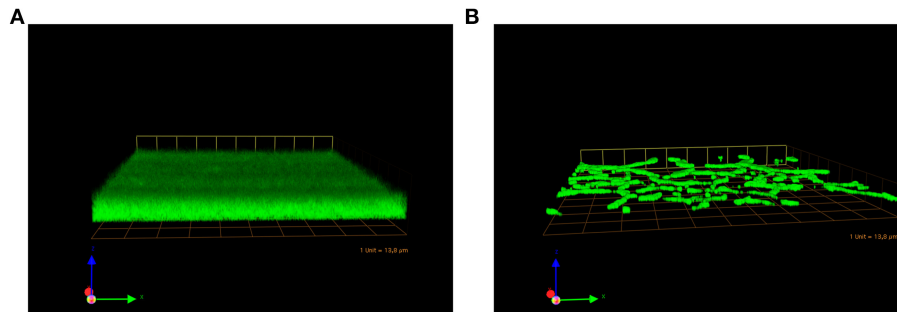 A
B
1 Unit = 13,8 µm
1 Unit = 13,8 µm
X
X